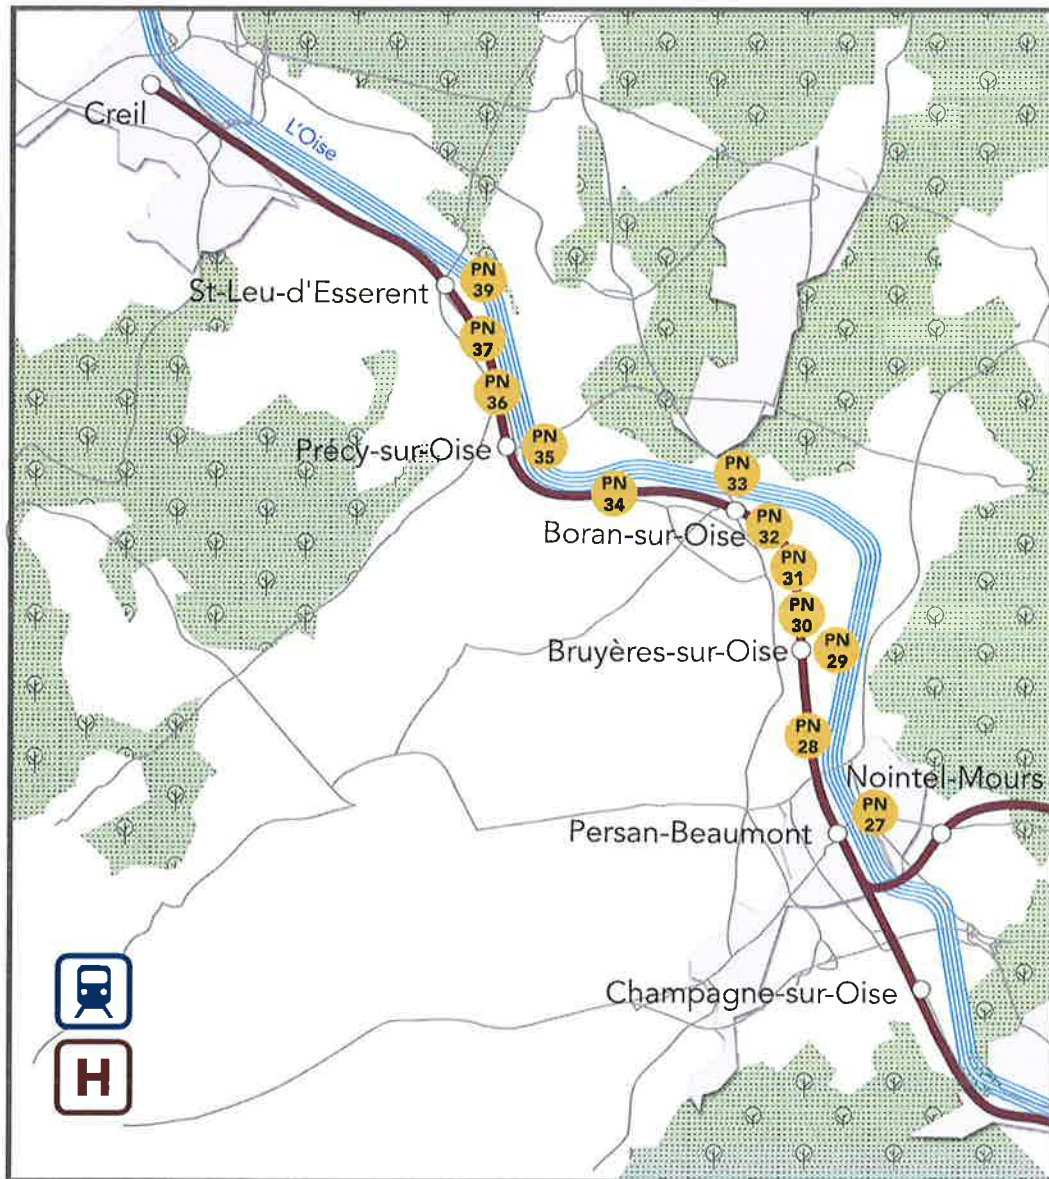 Creil
L'Oise
St-Leu-d'Esserent
PN
39
PN
37
PN
36
Précy-sur-Oise
PN
35
PN
34
PN
33
Boran-sur-Oise
PN
32
PN
31
PN
30
Bruyères-sur-Oise
PN
29
PN
28
Nointel-Mours
PN
27
Persan-Beaumont
Champagne-sur-Oise
H